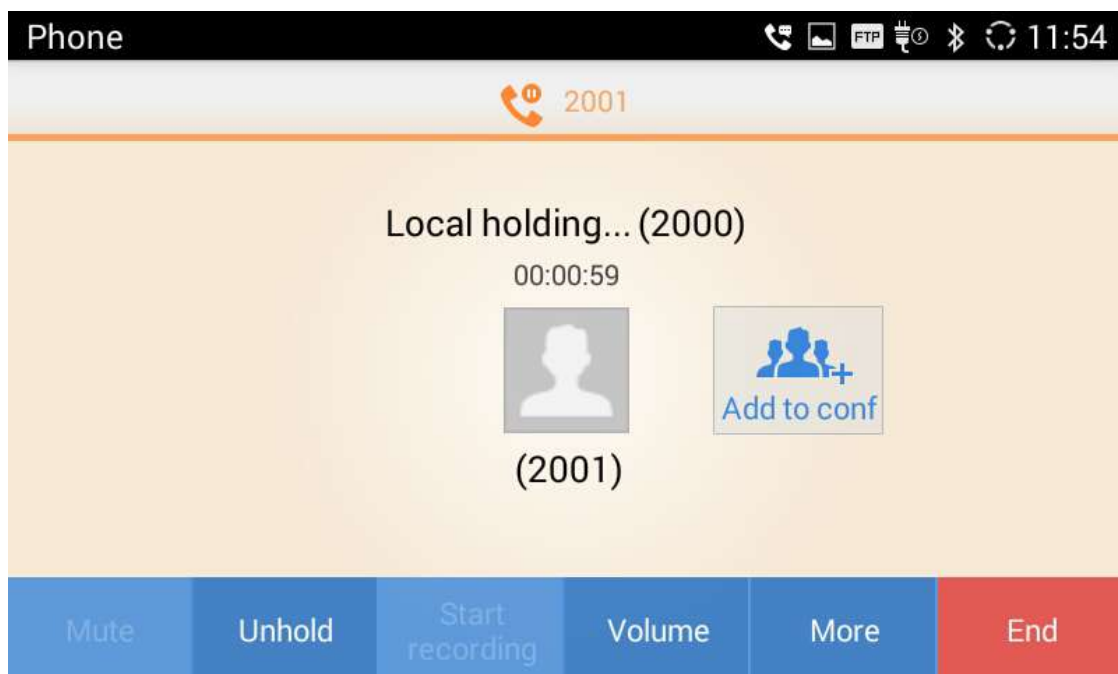 Phone
FTP
11:54
2001
Local holding... (2000)
00:00:59
Add to conf
(2001)
Mute
Unhold
Start
recording
Volume
More
End